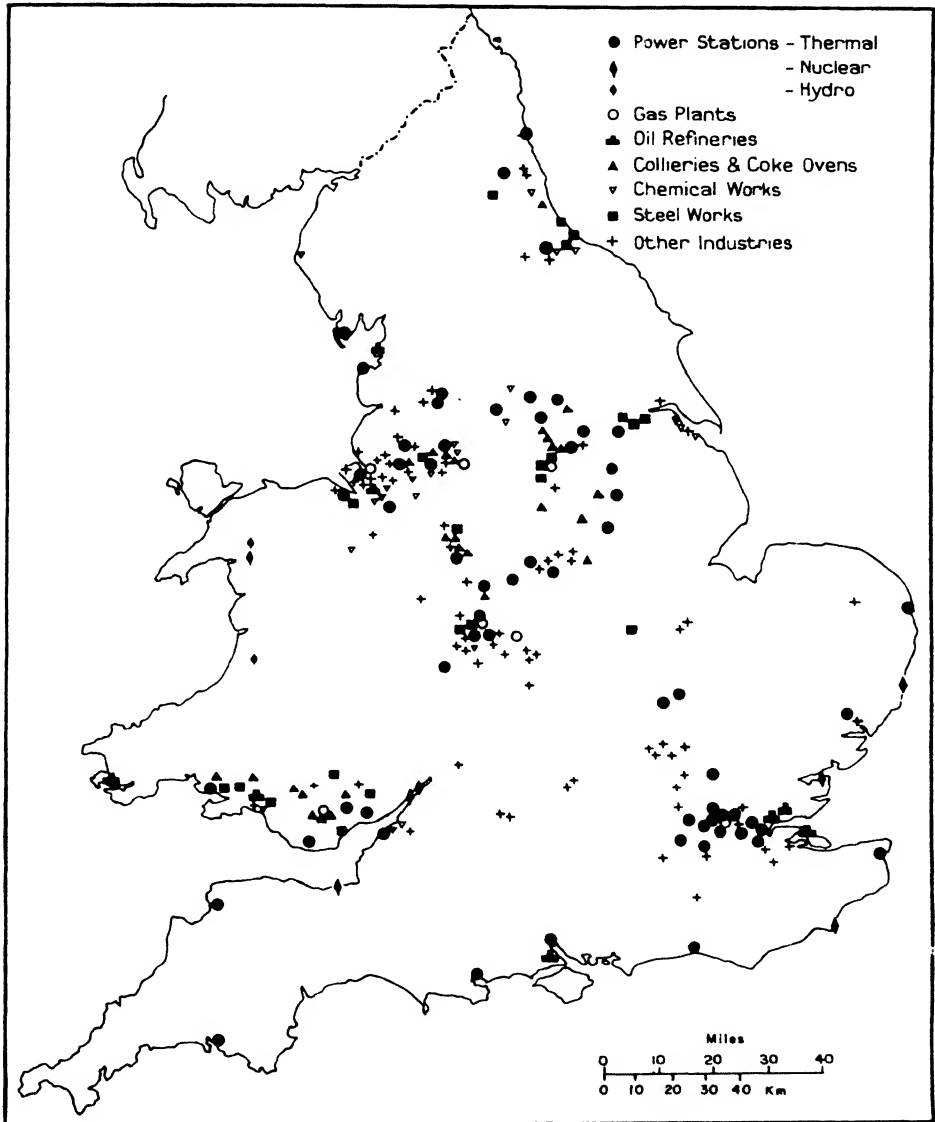 Power Stations - Thermal
- Nuclear
- Hydro
Gas Plants
Oil Refineries
Collieries & Coke Ovens
Chemical Works
Steel Works
Other Industries
Miles
0 10 20 30 40
0 10 20 30 40 Km